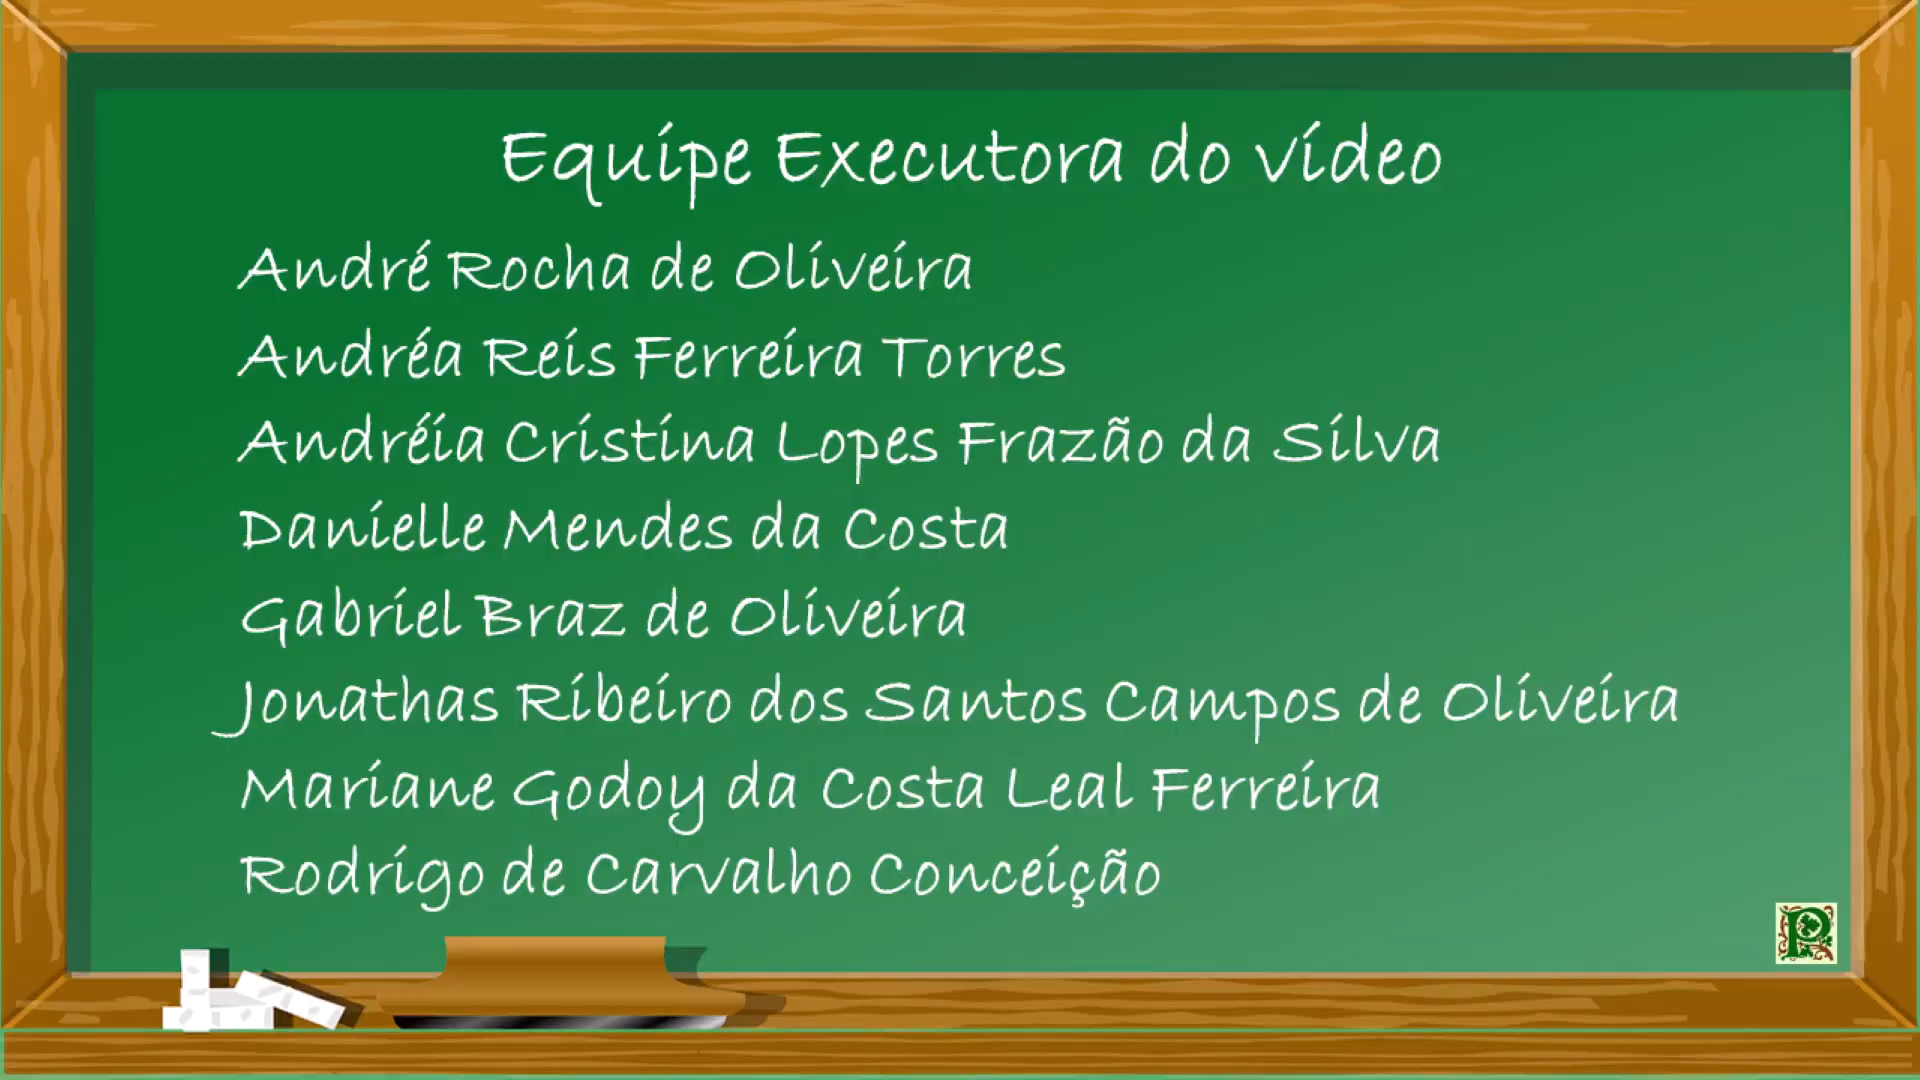 Equipe Executora do vídeo
André Rocha de Oliveira
Andréa Reis Ferreira Torres
Andréia Cristina Lopes Frazão da Silva
Danielle Mendes da Costa
Gabriel Braz de Oliveira
Jonathas Ribeiro dos Santos Campos de Oliveira
Mariane Godoy da Costa Leal Ferreira
Rodrigo de Carvalho Conceição
P